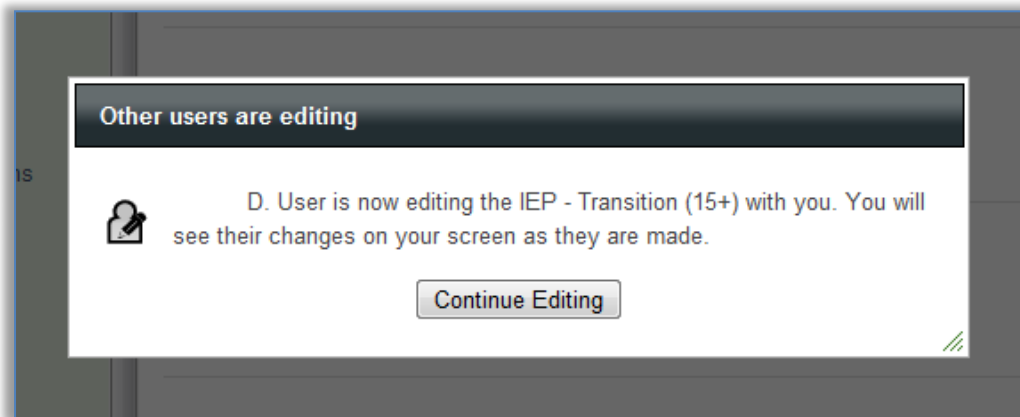 Other users are editing
ns
D. User is now editing the IEP - Transition (15+) with you. You will
see their changes on your screen as they are made.
Continue Editing